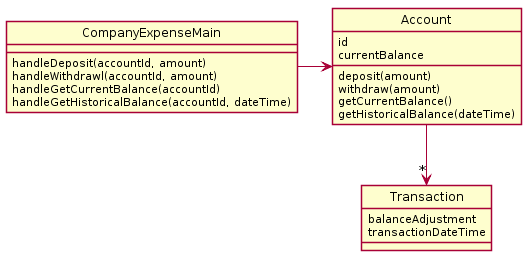 CompanyExpenseMain
handleDeposit(accountId, amount)
handleWithdrawl(accountId, amount)
handleGetCurrentBalance(accountId)
handleGetHistoricalBalance(accountId, dateTime)
Account
id
currentBalance
deposit(amount)
withdraw(amount)
getCurrentBalance()
getHistoricalBalance(dateTime)
*
Transaction
balanceAdjustment
transactionDateTime